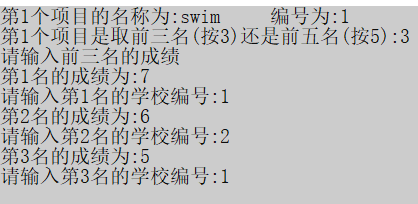 第1个项目的名称为:swim    编号为:1
第1个项目是取前三名(按3)还是前五名(按5):3
请输入前三名的成绩
第1名的成绩为:7
请输入第1名的学校编号:1
第2名的成绩为:6
请输入第2名的学校编号:2
第3名的成绩为:5
请输入第3名的学校编号:1